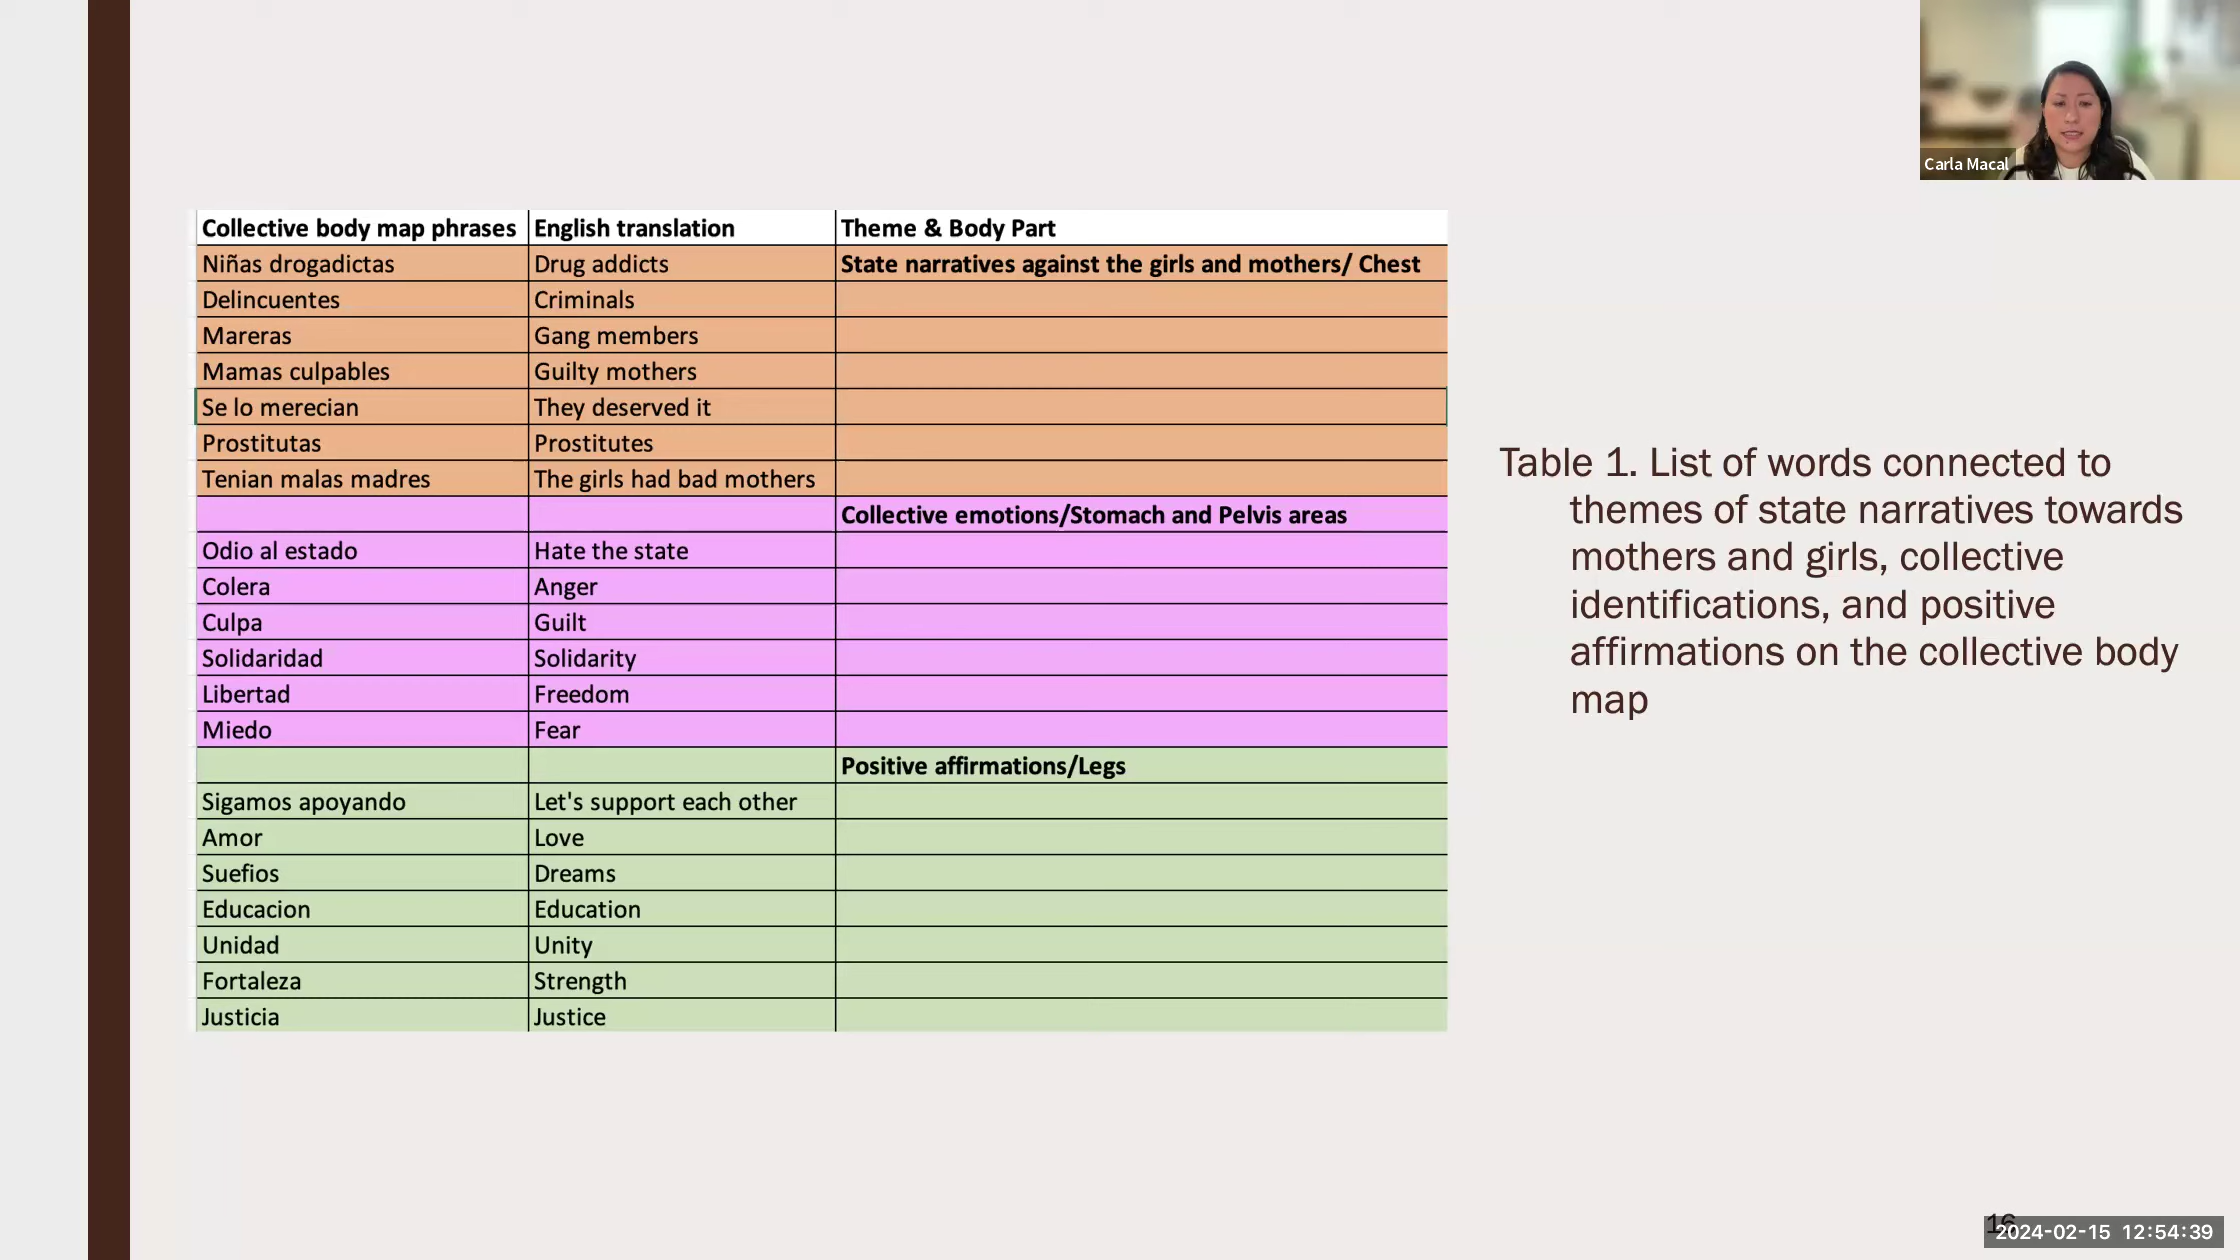 Carla Macal
Collective body map phrases English translation Theme & Body Part
Niñas drogadictas Drug addicts State narratives against the girls and mothers/ Chest
Delincuentes Criminals
Mareras Gang members
Mamas culpables Guilty mothers
Se lo merecian They deserved it
Prostitutas Prostitutes
Tenian malas madres The girls had bad mothers
Collective emotions/Stomach and Pelvis areas
Odio al estado Hate the state
Colera Anger
Culpa Guilt
Solidaridad Solidarity
Libertad Freedom
Miedo Fear
Positive affirmations/Legs
Sigamos apoyando Let's support each other
Amor Love
Suefios Dreams
Educacion Education
Unidad Unity
Fortaleza Strength
Justicia Justice
Table 1. List of words connected to
themes of state narratives towards
mothers and girls, collective
identifications, and positive
affirmations on the collective body
map
16
2024-02-15 12:54:39